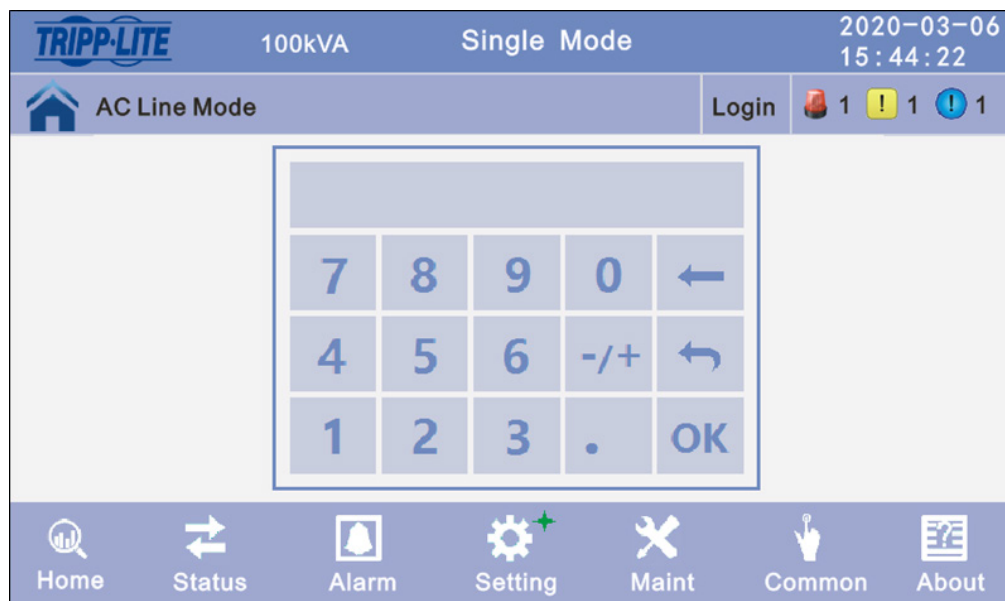 TRIPP·LITE 100kVA Single Mode 2020-03-06
15:44:22
AC Line Mode Login 1 ! 1 ! 1
7 8 9 0 ←
4 5 6 -/+
1 2 3 . OK
Home Status Alarm Setting Maint Common About